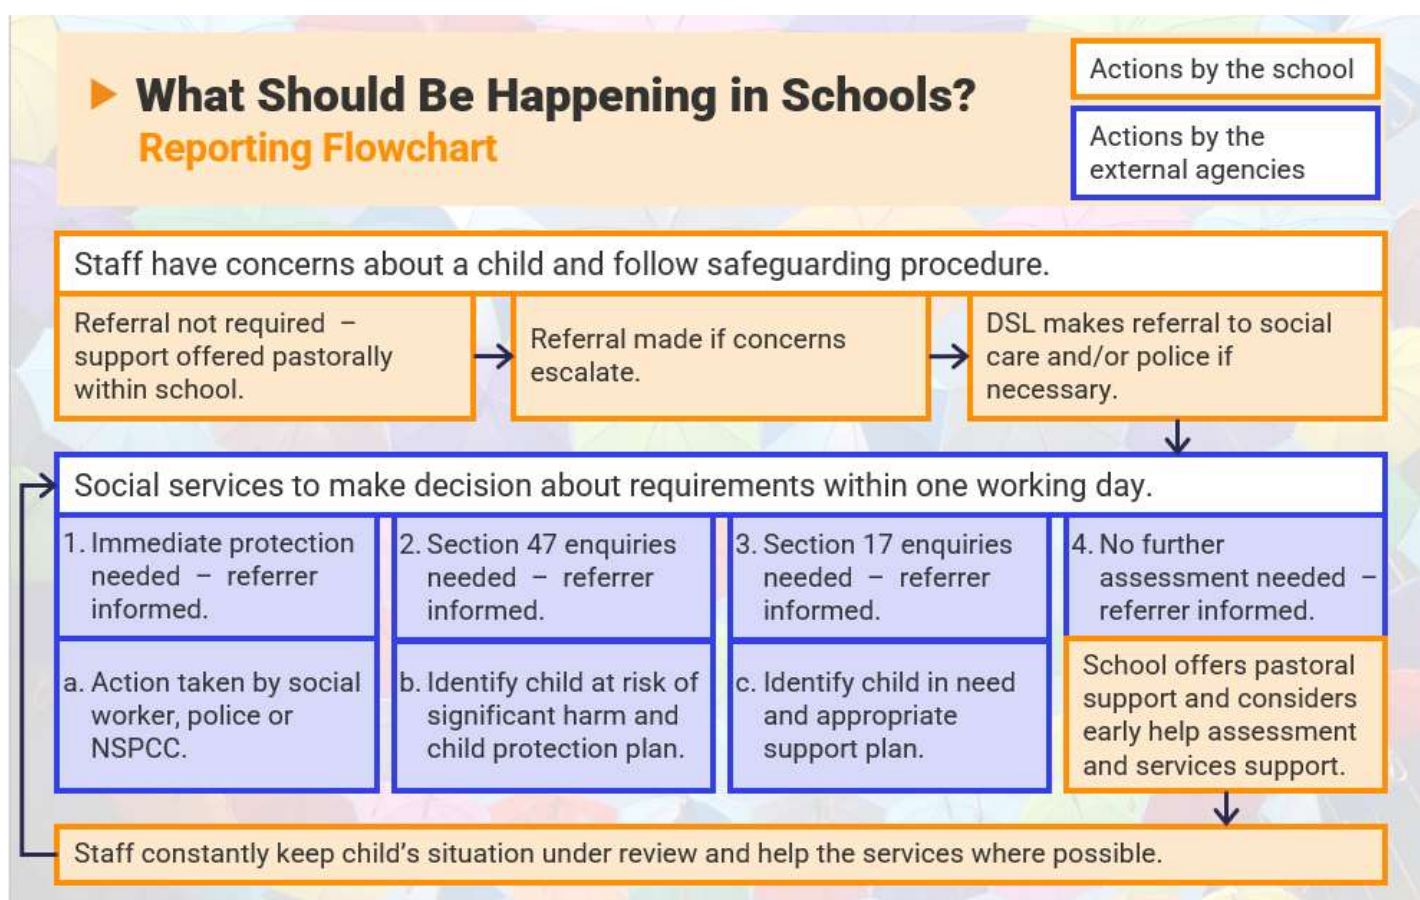 What Should Be Happening in Schools?
Reporting Flowchart
Actions by the school
Actions by the
external agencies
Staff have concerns about a child and follow safeguarding procedure.
Referral not required –
support offered pastorally
within school.
Referral made if concerns
escalate.
DSL makes referral to social
care and/or police if
necessary.
Social services to make decision about requirements within one working day.
1. Immediate protection
needed – referrer
informed.
2. Section 47 enquiries
needed – referrer
informed.
3. Section 17 enquiries
needed – referrer
informed.
4. No further
assessment needed –
referrer informed.
a. Action taken by social
worker, police or
NSPCC.
b. Identify child at risk of
significant harm and
child protection plan.
c. Identify child in need
and appropriate
support plan.
School offers pastoral
support and considers
early help assessment
and services support.
Staff constantly keep child’s situation under review and help the services where possible.